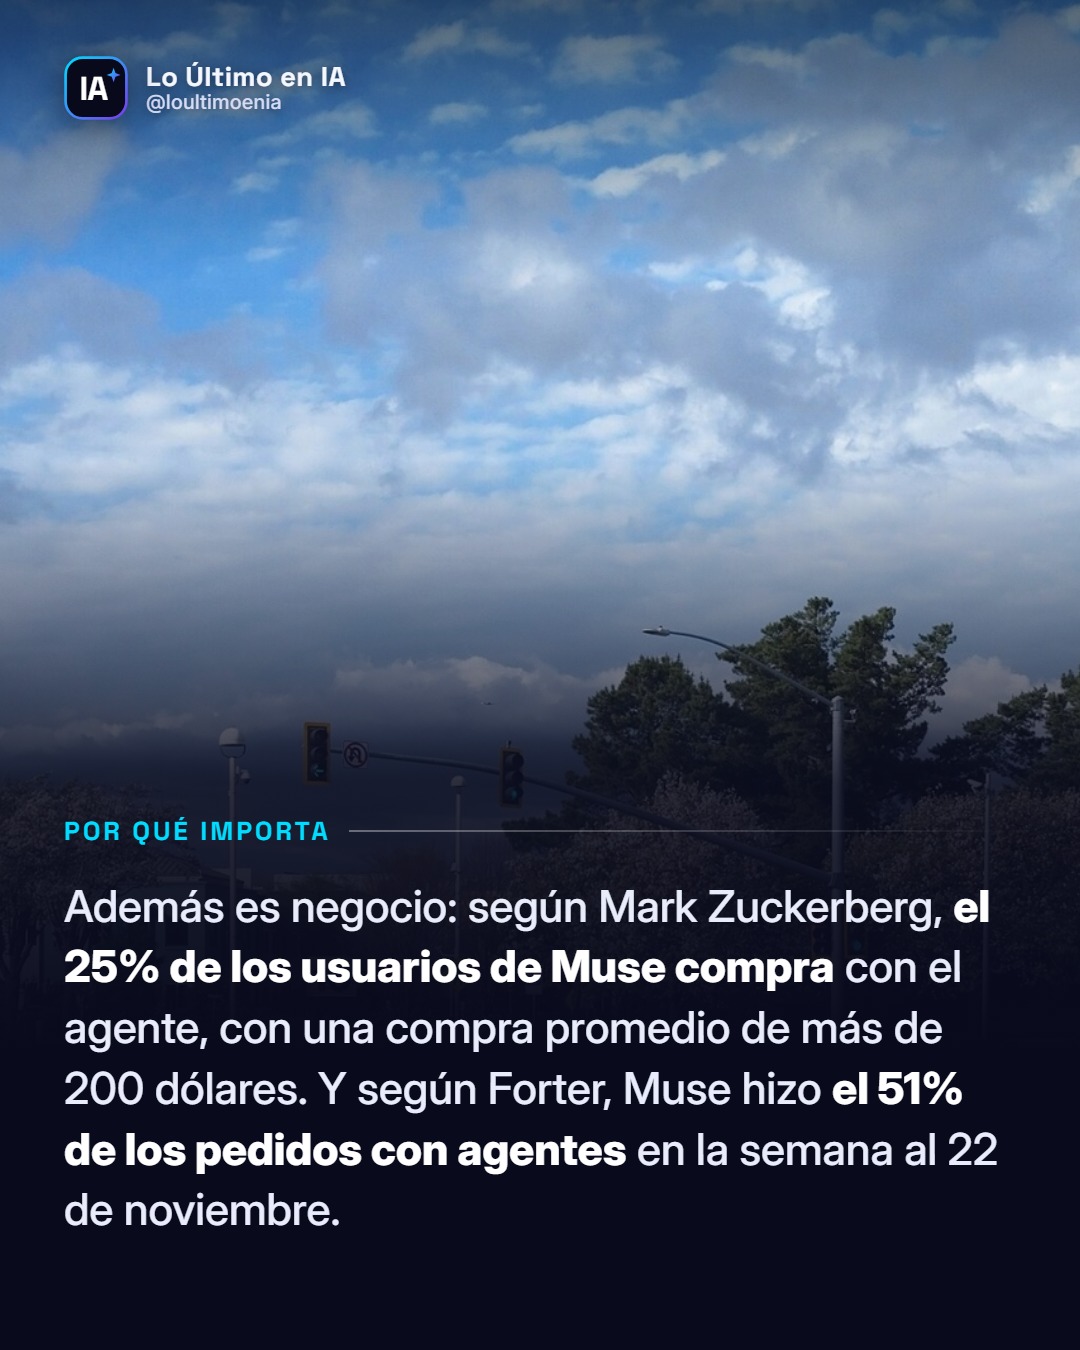 IA
Lo Último en IA
@loultimoenia
POR QUÉ IMPORTA
Además es negocio: según Mark Zuckerberg, el
25% de los usuarios de Muse compra con el
agente, con una compra promedio de más de
200 dólares. Y según Forter, Muse hizo el 51%
de los pedidos con agentes en la semana al 22
de noviembre.